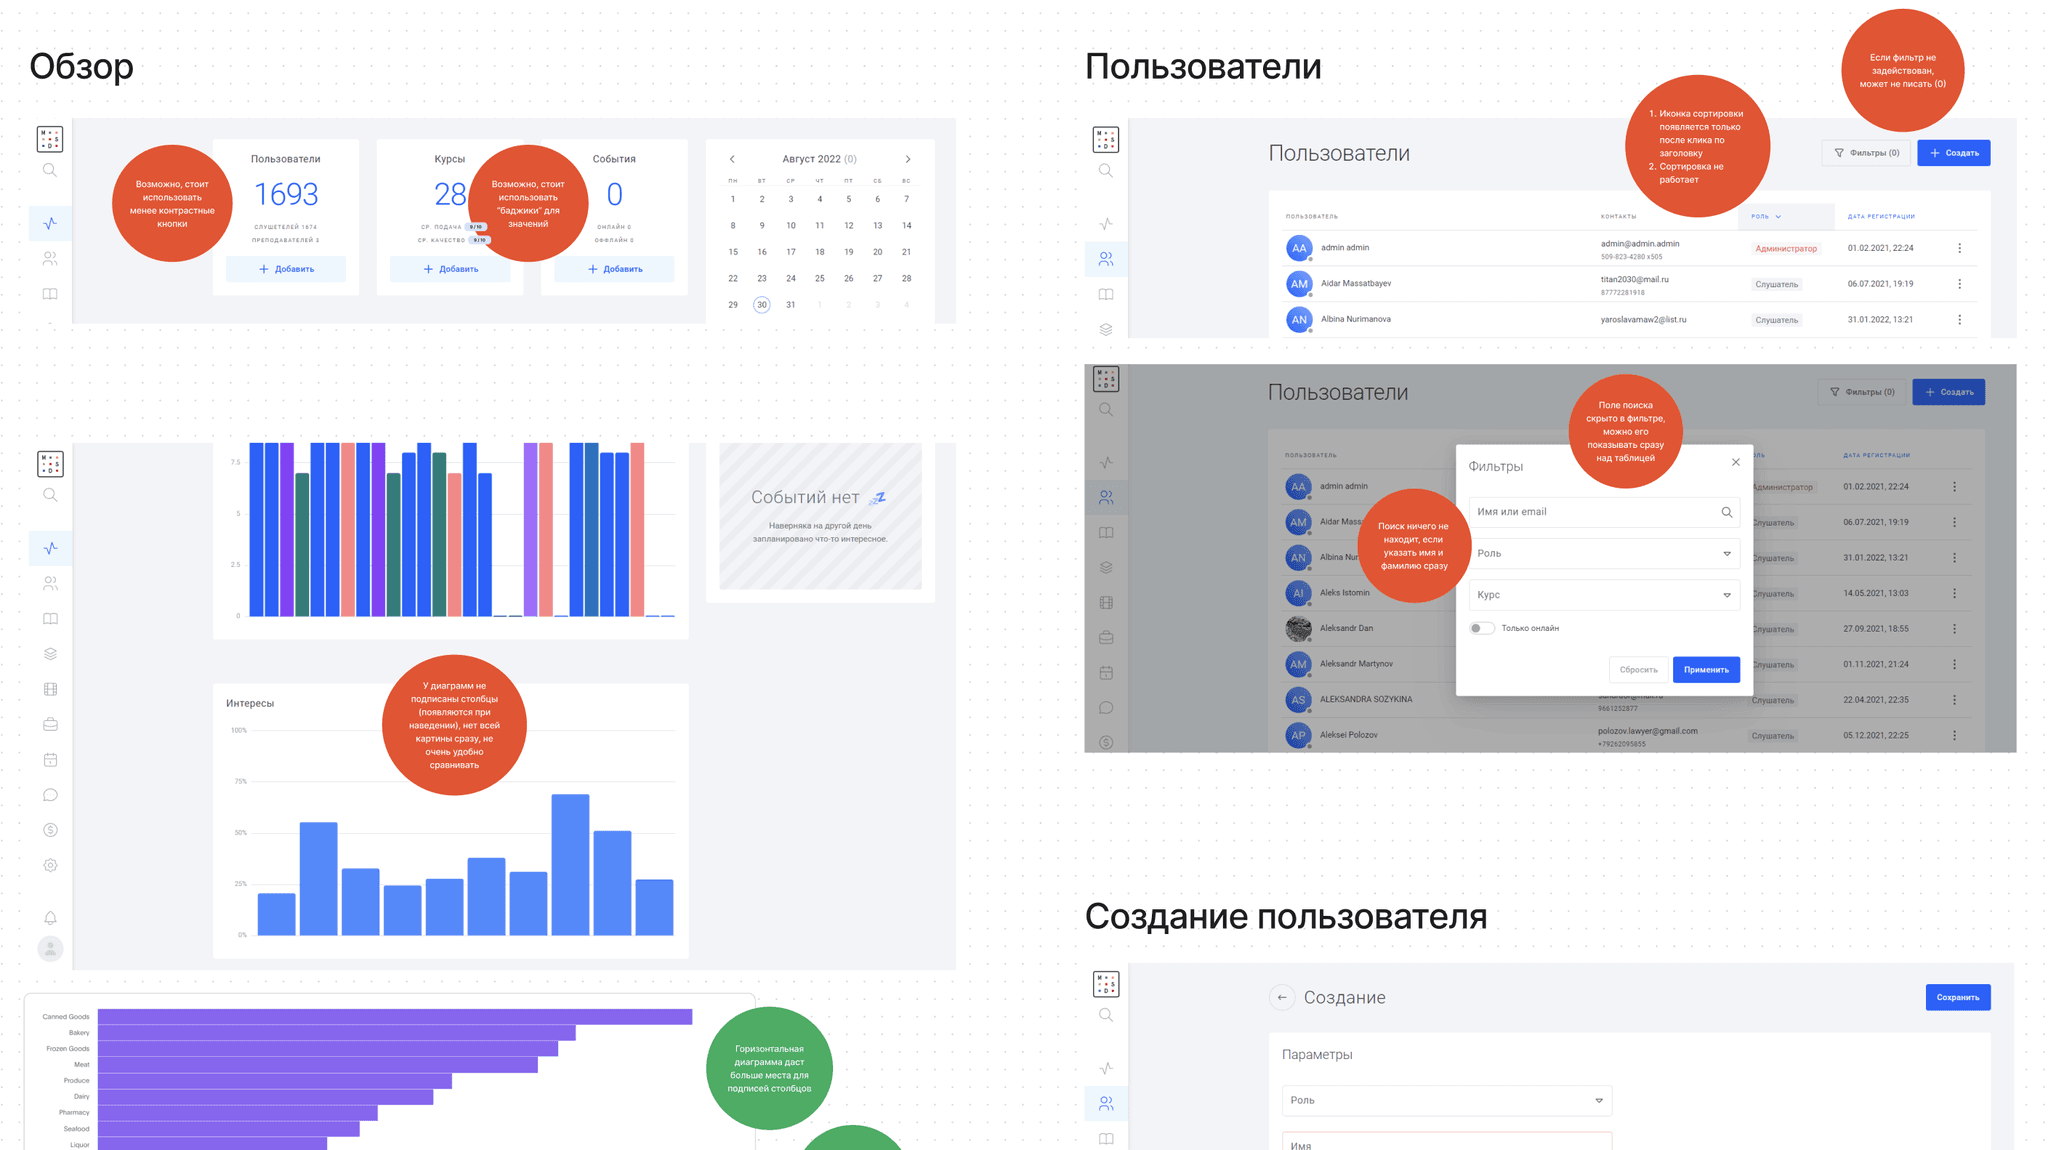 Обзор
Возможно, стоит
использовать
менее контрастные
кнопки
Пользователи
1693
СЛУШЕТЕЛЕЙ 1674
ПРЕПОДАВАТЕЛЕЙ
+ Добавить
Курсы
28
СР. ПОДАЧА 9/10
СР. КАЧЕСТВО 9/10
+ Добавить
Возможно, стоит
использовать
"баджики" для
значений
События
0
ОНЛАЙН 0
ОФФЛАЙН 0
+ Добавить
Август 2022 (0)
ПН ВТ СР ЧТ ПТ СБ ВС
1 2 3 4 5 6 7
8 9 10 11 12 13 14
15 16 17 18 19 20 21
22 23 24 25 26 27 28
29 30 31 1 2 3 4
7.5
5
2.5
0
Событий нет
Наверняка на другой день
запланировано что-то интересное.
У диаграмм не
подписаны столбцы
(появляются при
наведении), нет всей
картины сразу, не
очень удобно
сравнивать
Интересы
100%
75%
50%
25%
0%
Canned Goods
Bakery
Frozen Goods
Meat
Produce
Dairy
Pharmacy
Seafood
Liquor
Горизонтальная
диаграмма даст
больше места для
подписей столбцов
Пользователи
Если фильтр не
задействован,
может не писать (0)
1. Иконка сортировки
появляется только
после клика по
заголовку
2. Сортировка не
работает
Пользователи
Фильтры (0)
+ Создать
ПОЛЬЗОВАТЕЛЬ КОНТАКТЫ РОЛЬ ДАТА РЕГИСТРАЦИИ
AA admin admin admin@admin.admin Администратор 01.02.2021, 22:24
509-823-4280 x505
AM Aidar Massatbayev titan2030@mail.ru Слушатель 06.07.2021, 19:19
87772281918
AN Albina Nurimanova yaroslavamaw2@list.ru Слушатель 31.01.2022, 13:21
Пользователи
Фильтры (0)
+ Создать
Поле поиска
скрыто в фильтре,
можно его
показывать сразу
над таблицей
Поиск ничего не
находит, если
указать имя и
фамилию сразу
Фильтры
Имя или email
Роль
Курс
Только онлайн
Сбросить
Применить
ПОЛЬЗОВАТЕЛЬ ОЛЬ ДАТА РЕГИСТРАЦИИ
AA admin admin Администратор 01.02.2021, 22:24
AM Aidar Mass Слушатель 06.07.2021, 19:19
AN Albina Nur Слушатель 31.01.2022, 13:21
AI Aleks Istomin Слушатель 14.05.2021, 13:03
Aleksandr Dan Слушатель 27.09.2021, 18:55
AM Aleksandr Martynov Слушатель 01.11.2021, 21:24
AS ALEKSANDRA SOZYKINA Слушатель 22.04.2021, 22:35
9661252877
AP Aleksei Polozov polozov.lawyer@gmail.com Слушатель 05.12.2021, 22:25
+79262095855
Создание пользователя
Создание
Сохранить
Параметры
Роль
Имя